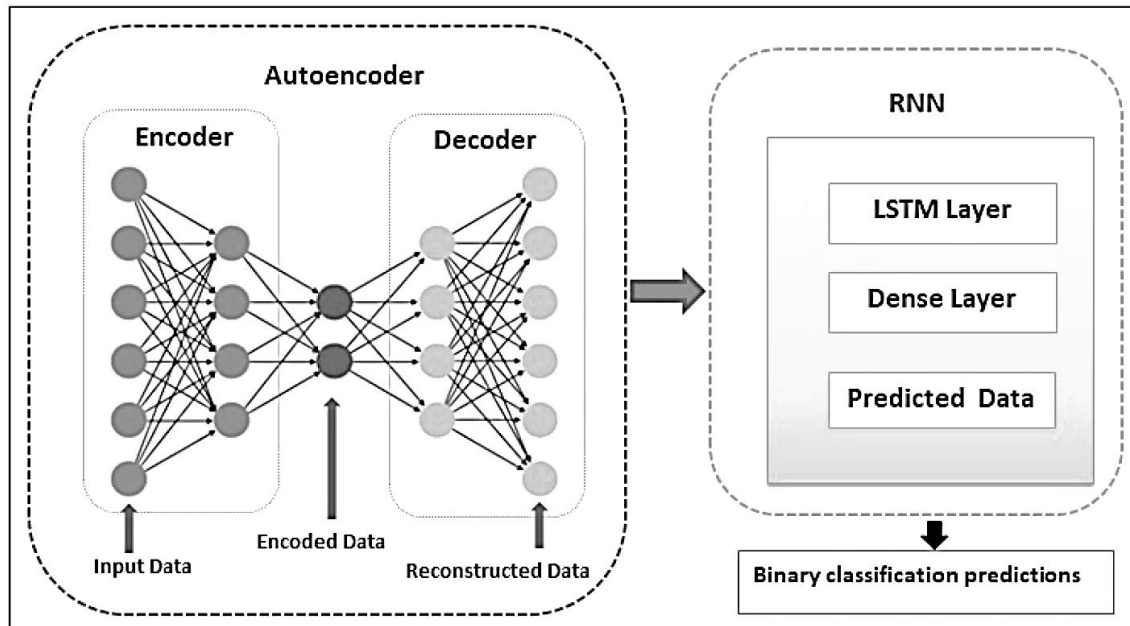 Autoencoder
Encoder
Decoder
Input Data
Encoded Data
Reconstructed Data
RNN
LSTM Layer
Dense Layer
Predicted Data
Binary classification predictions